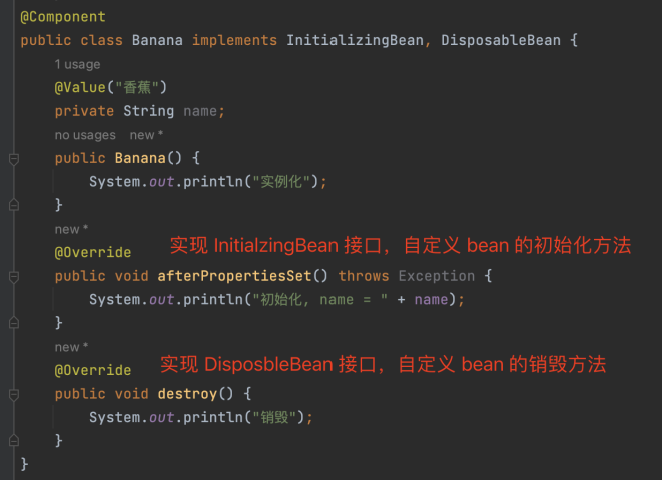 @Component
public class Banana implements InitializingBean, DisposableBean {
1 usage
@Value("香蕉")
private String name;
no usages new *
public Banana() {
System.out.println("实例化");
}
new *
@Override 实现 InitialzingBean 接口，自定义 bean 的初始化方法
public void afterPropertiesSet() throws Exception {
System.out.println("初始化, name = " + name);
}
new *
@Override 实现 DisposbleBean 接口，自定义 bean 的销毁方法
public void destroy() {
System.out.println("销毁");
}
}